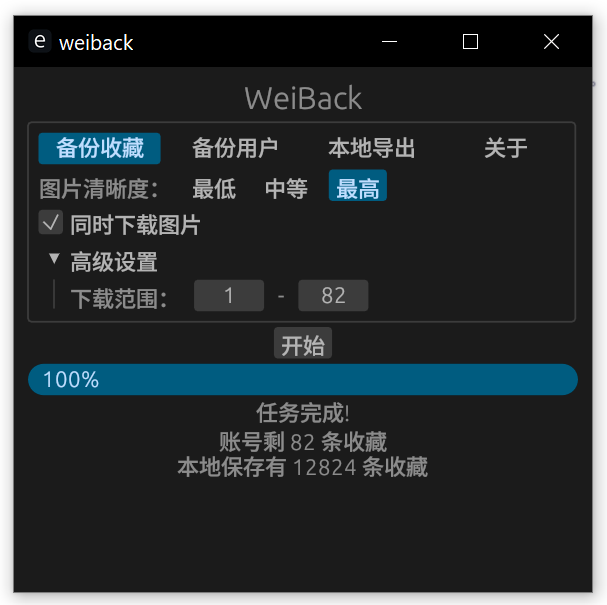 weiback
WeiBack
备份收藏 备份用户 本地导出 关于
图片清晰度： 最低 中等 最高
同时下载图片
高级设置
下载范围： 1 - 82
开始
100%
任务完成!
账号剩 82 条收藏
本地保存有 12824 条收藏